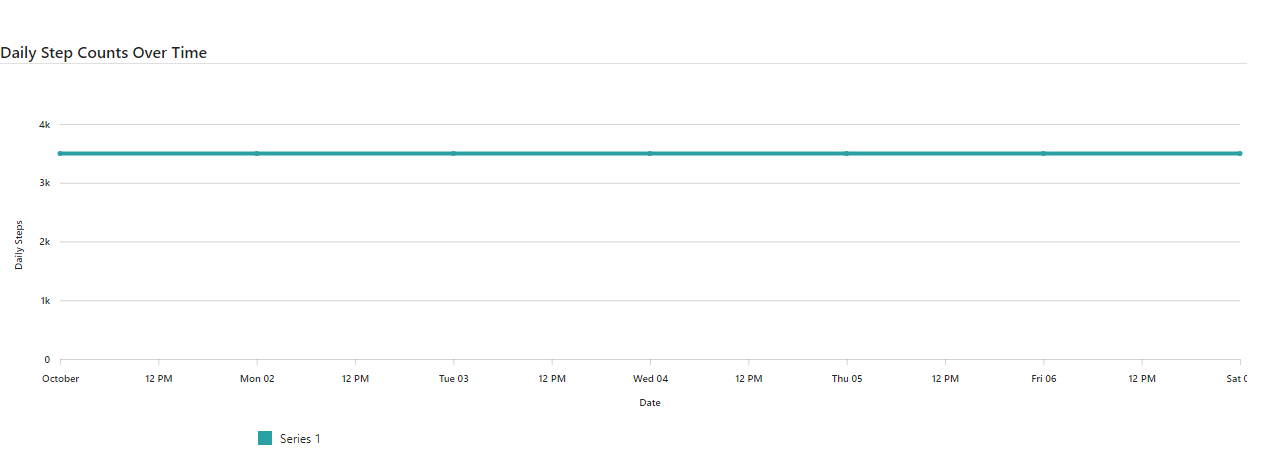 Daily Step Counts Over Time
4k
3k
2k
1k
0
Daily Steps
October 12 PM Mon 02 12 PM Tue 03 12 PM Wed 04 12 PM Thu 05 12 PM Fri 06 12 PM Sat
Date
Series 1